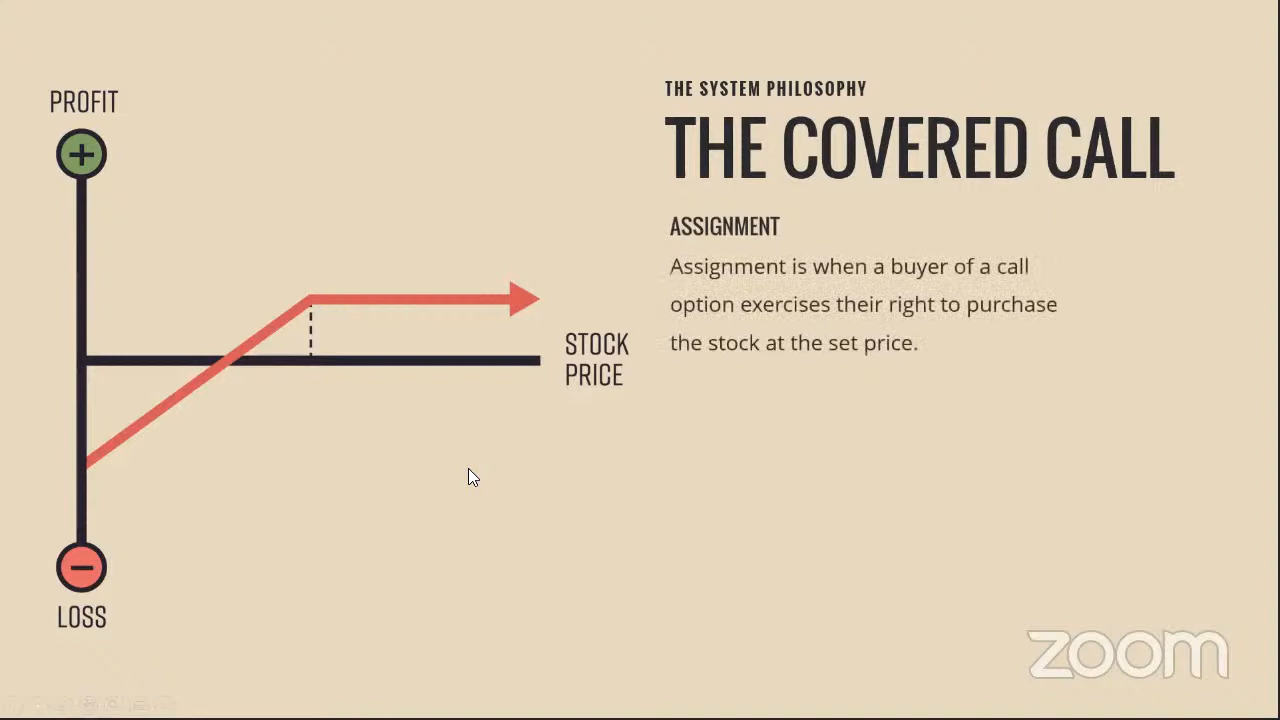 PROFIT
STOCK
PRICE
LOSS
THE SYSTEM PHILOSOPHY
THE COVERED CALL
ASSIGNMENT
Assignment is when a buyer of a call
option exercises their right to purchase
the stock at the set price.
zoom